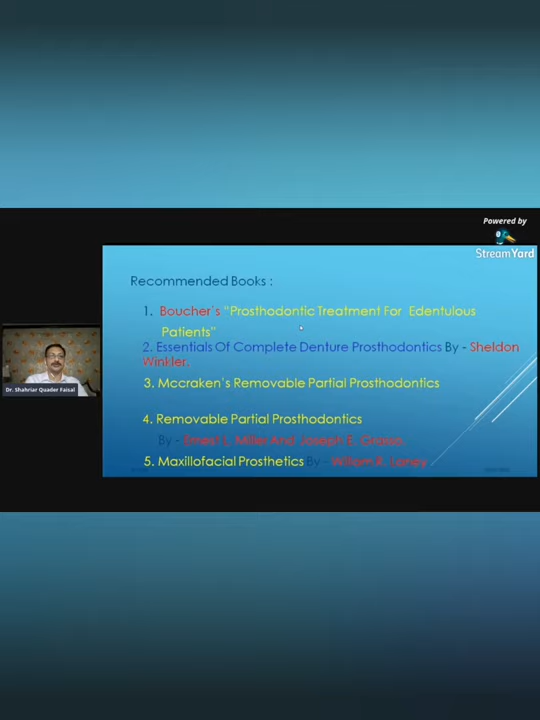 Powered by
StreamYard
Recommended Books :
1. Boucher's "Prosthodontic Treatment For Edentulous
Patients"
2. Essentials Of Complete Denture Prosthodontics By - Sheldon
Winkler.
3. Mccraken's Removable Partial Prosthodontics
Dr. Shahriar Quader Faisal
4. Removable Partial Prosthodontics
By - Ernest L. Miller And Joseph E. Grasso.
5. Maxillofacial Prosthetics By - William R. Laney